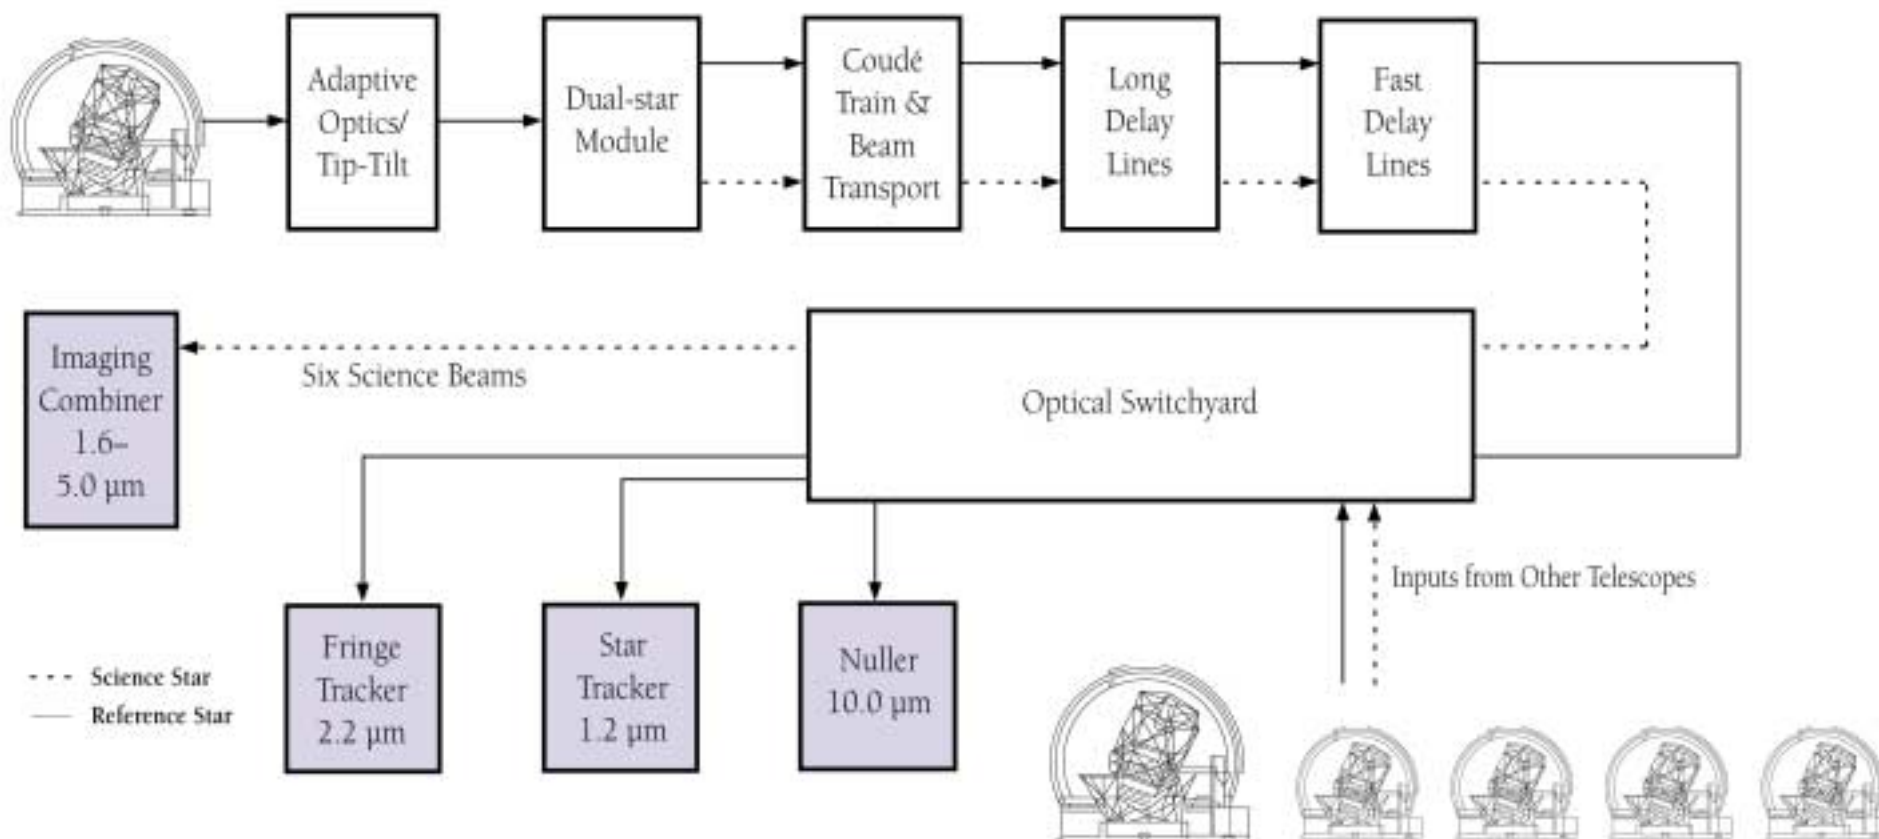 Adaptive
Optics/
Tip-Tilt
Dual-star
Module
Coudé
Train &
Beam
Transport
Long
Delay
Lines
Fast
Delay
Lines
Imaging
Combiner
1.6–
5.0 µm
Six Science Beams
Optical Switchyard
Inputs from Other Telescopes
Fringe
Tracker
2.2 µm
Star
Tracker
1.2 µm
Nuller
10.0 µm
Science Star
Reference Star